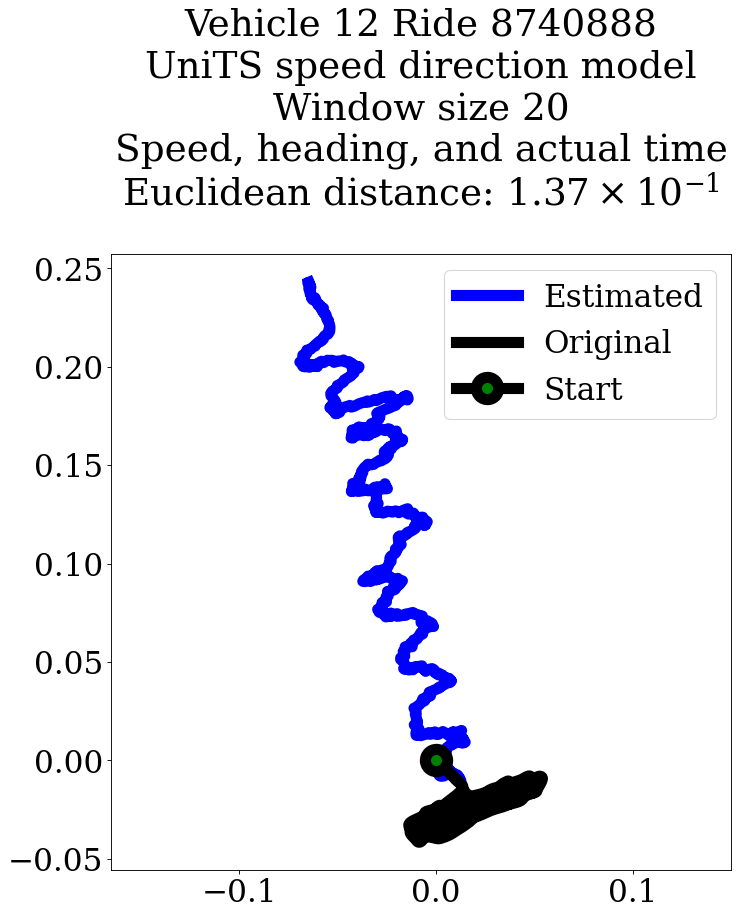 Vehicle 12 Ride 8740888
UniTS speed direction model
Window size 20
Speed, heading, and actual time
Euclidean distance: 1.37 × 10⁻¹
0.25
0.20
0.15
0.10
0.05
0.00
−0.05
−0.1
0.0
0.1
Estimated
Original
Start